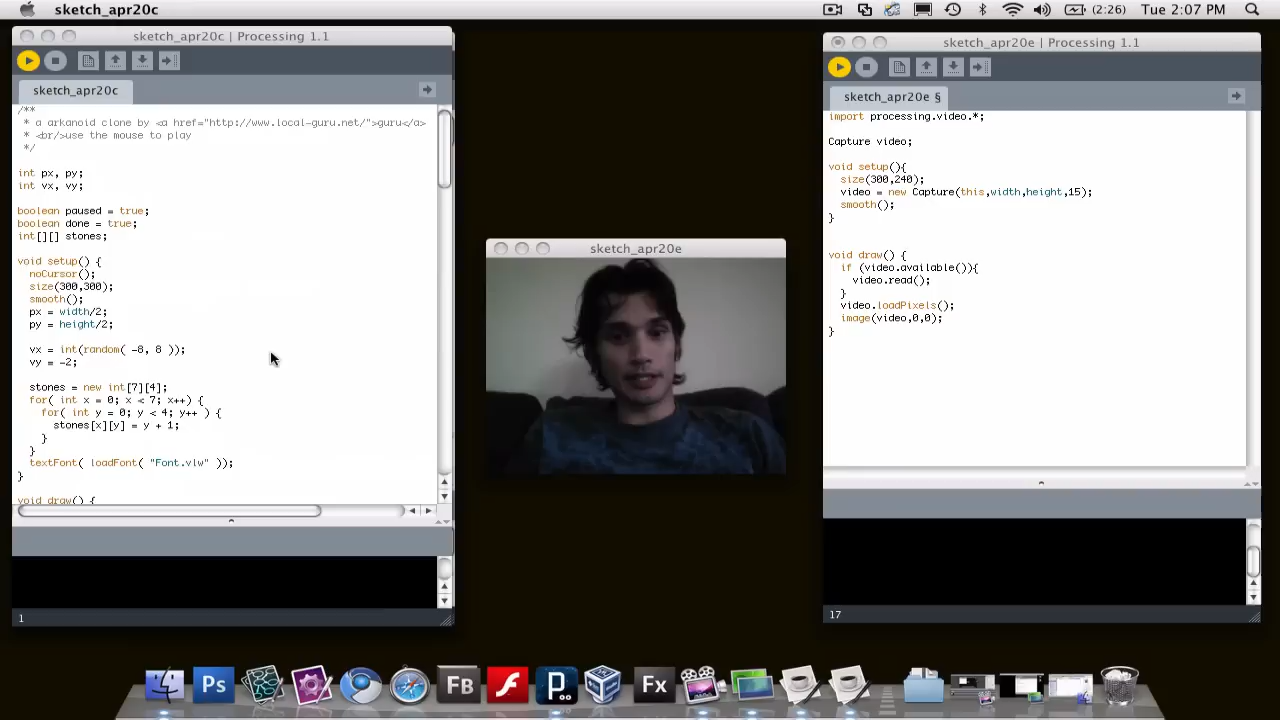 sketch_apr20c
(2:26)
Tue 2:07 PM
sketch_apr20c | Processing 1.1
sketch_apr20c
/**
* a arkanoid clone by <a href="http://www.local-guru.net/">guru</a>
* <br/>use the mouse to play
*/
int px, py;
int vx, vy;
boolean paused = true;
boolean done = true;
int[][] stones;
void setup() {
noCursor();
size(300,300);
smooth();
px = width/2;
py = height/2;
vx = int(random( -8, 8 ));
vy = -2;
stones = new int[7][4];
for( int x = 0; x < 7; x++) {
for( int y = 0; y < 4; y++ ) {
stones[x][y] = y + 1;
}
}
textFont( loadFont( "Font.vlw" ));
}
void draw() {
1
sketch_apr20e
sketch_apr20e | Processing 1.1
sketch_apr20e §
import processing.video.*;
Capture video;
void setup(){
size(300,240);
video = new Capture(this,width,height,15);
smooth();
}
void draw() {
if (video.available()){
video.read();
}
video.loadPixels();
image(video,0,0);
}
17
Ps
FB
p.
Fx